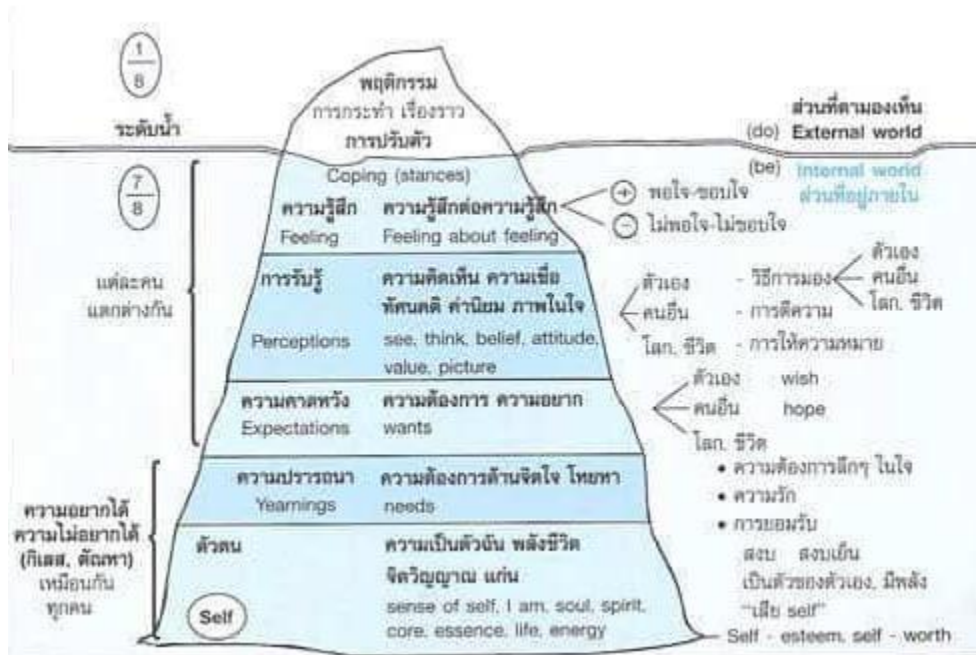 1
8
พฤติกรรม
การกระทำ เรื่องราว
การปรับตัว
ระดับน้ำ
ส่วนที่ตามองเห็น
(do) External world
(be) Internal world
ส่วนที่อยู่ภายใน
7
8
Coping (stances)
ความรู้สึก ความรู้สึกต่อความรู้สึก
Feeling Feeling about feeling
+ พอใจ-ชอบใจ
- ไม่พอใจ-ไม่ชอบใจ
แต่ละคน
แตกต่างกัน
การรับรู้ ความคิดเห็น ความเชื่อ
ทัศนคติ ค่านิยม ภาพในใจ
Perceptions see, think, belief, attitude,
value, picture
ตัวเอง - วิธีการมอง
คนอื่น - การตีความ
โลก. ชีวิต - การให้ความหมาย
ตัวเอง
คนอื่น
โลก. ชีวิต
ความคาดหวัง ความต้องการ ความอยาก
Expectations wants
ตัวเอง wish
คนอื่น hope
โลก. ชีวิต
ความปรารถนา ความต้องการด้านจิตใจ โหยหา
Yearnings needs
• ความต้องการลึกๆ ในใจ
• ความรัก
• การยอมรับ
ความอยากได้
ความไม่อยากได้
(กิเลส, ตัณหา)
เหมือนกัน
ทุกคน
ตัวตน ความเป็นตัวฉัน พลังชีวิต
จิตวิญญาณ แก่น
Self sense of self, I am, soul, spirit,
core, essence, life, energy
สงบ สงบเย็น
เป็นตัวของตัวเอง, มีพลัง
"เสีย self"
Self - esteem, self - worth